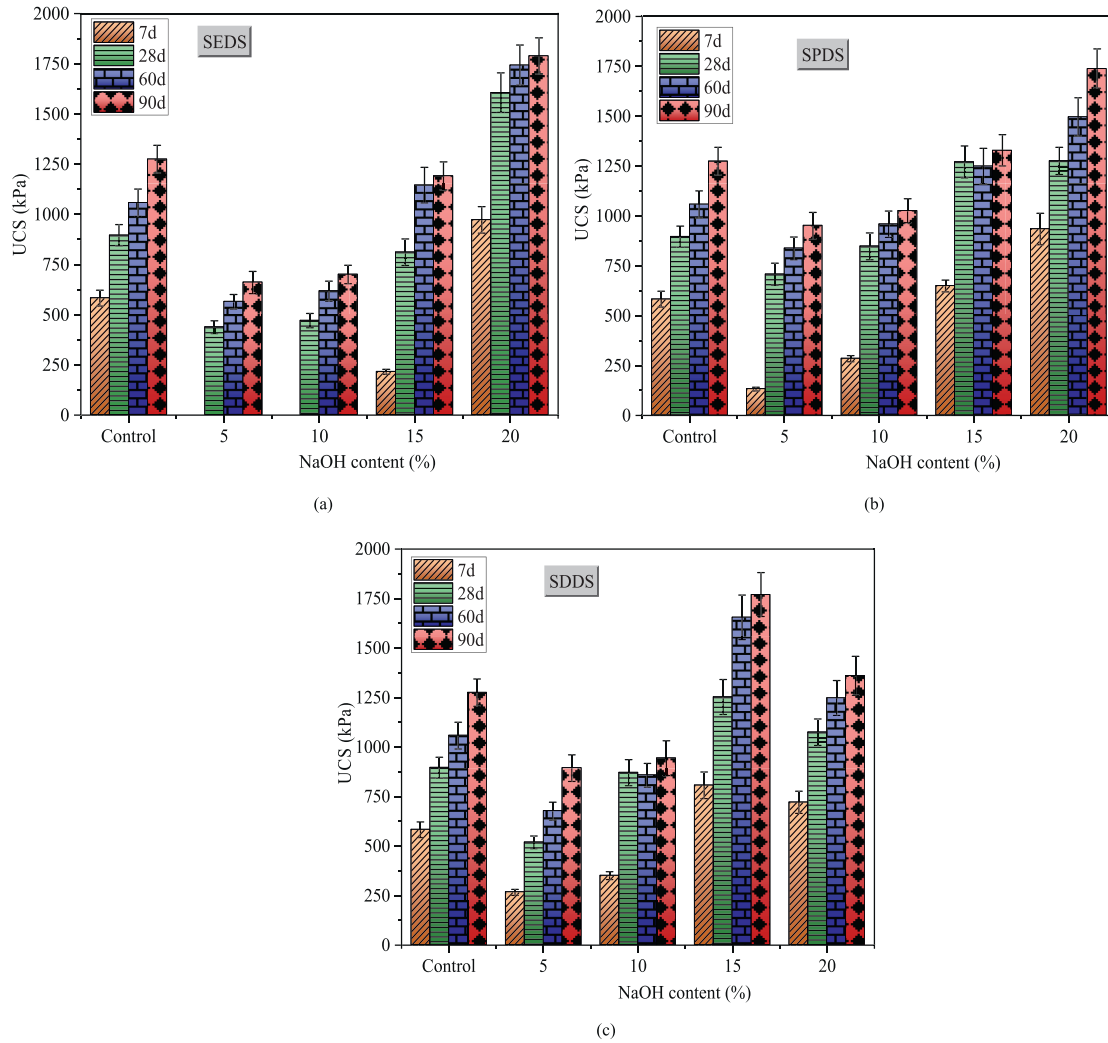 2000
1750
1500
1250
1000
750
500
250
0
UCS (kPa)
7d
28d
60d
90d
SEDS
Control 5 10 15 20
NaOH content (%)
(a)
2000
1750
1500
1250
1000
750
500
250
0
UCS (kPa)
7d
28d
60d
90d
SPDS
Control 5 10 15 20
NaOH content (%)
(b)
2000
1750
1500
1250
1000
750
500
250
0
UCS (kPa)
7d
28d
60d
90d
SDDS
Control 5 10 15 20
NaOH content (%)
(c)